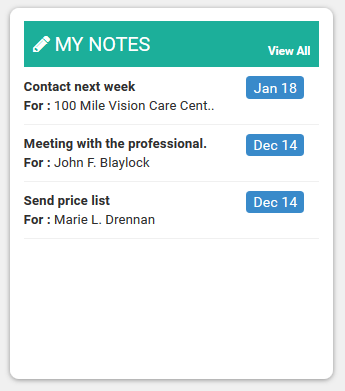 MY NOTES
View All
Contact next week
Jan 18
For : 100 Mile Vision Care Cent..
Meeting with the professional.
Dec 14
For : John F. Blaylock
Send price list
Dec 14
For : Marie L. Drennan